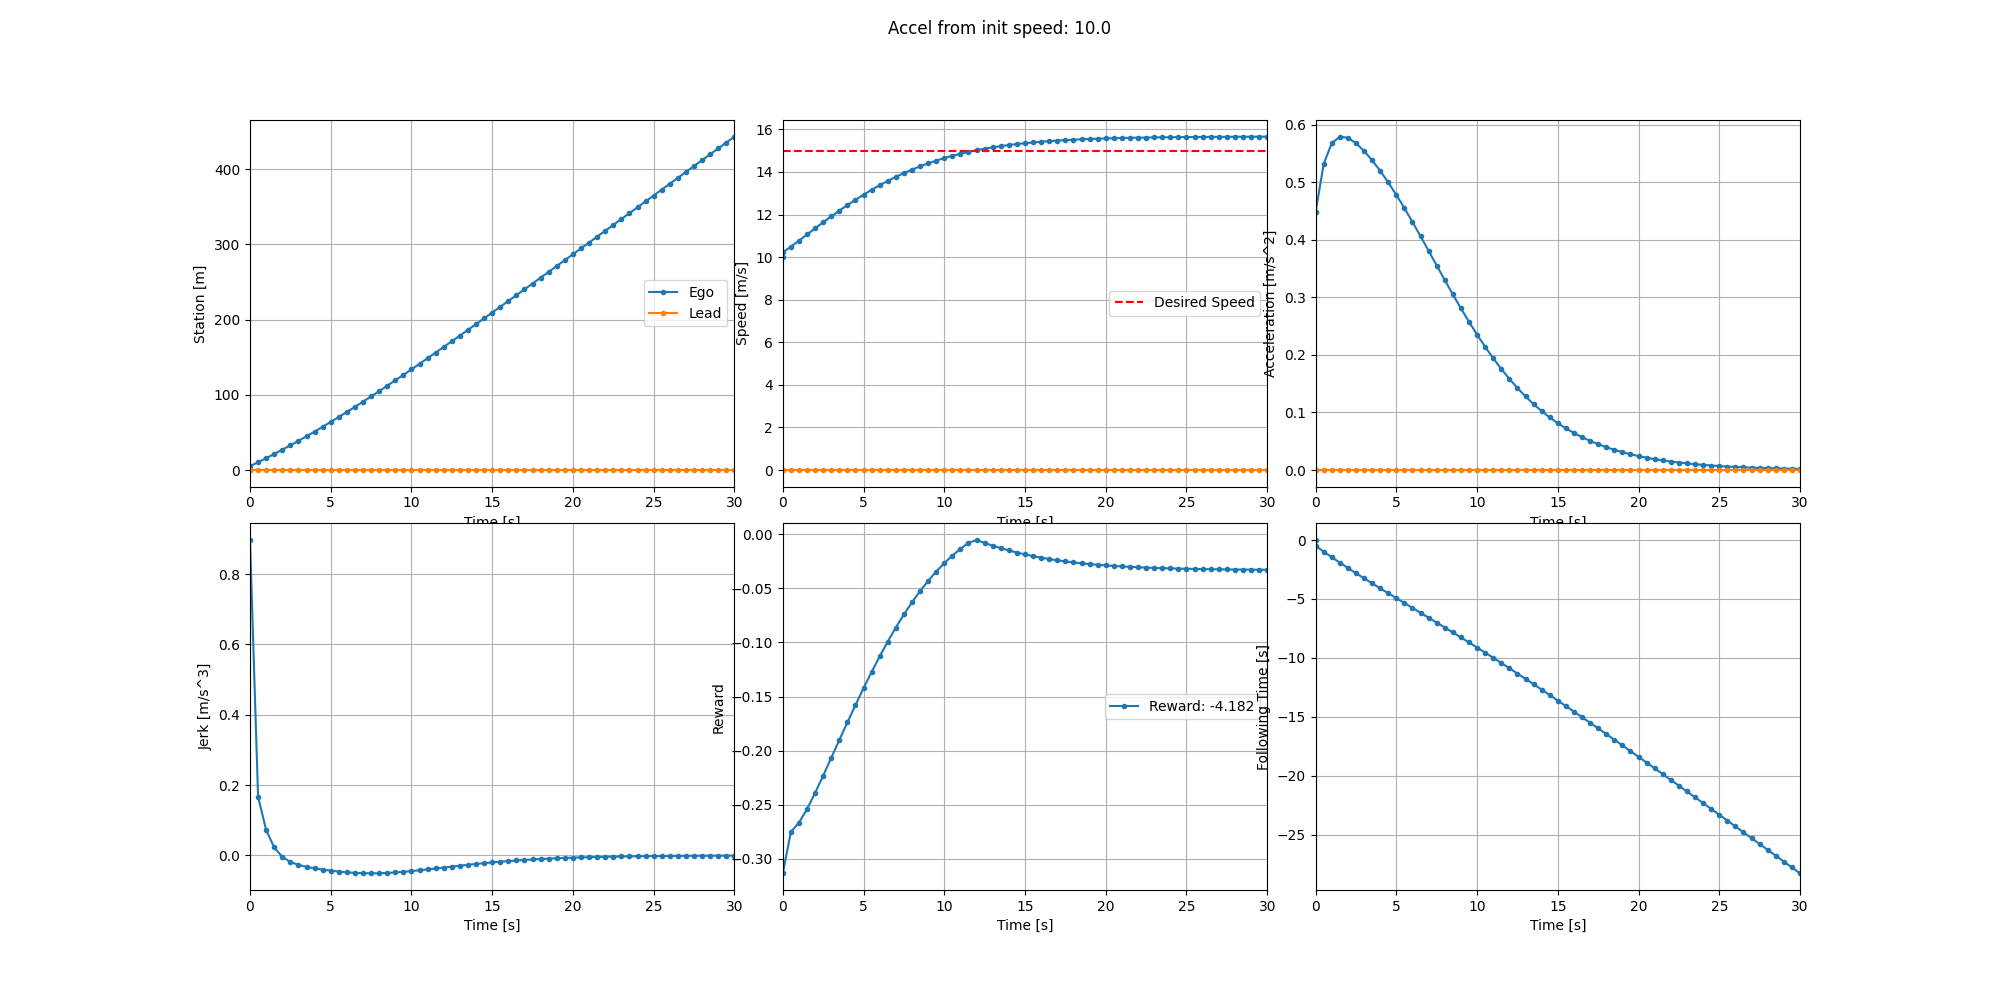 Accel from init speed: 10.0
Station [m]
400
300
200
100
0
0 5 10 15 20 25 30
Time [s]
Ego
Lead
Speed [m/s]
16
14
12
10
8
6
4
2
0
0 5 10 15 20 25 30
Time [s]
Desired Speed
Acceleration [m/s^2]
0.6
0.5
0.4
0.3
0.2
0.1
0.0
0 5 10 15 20 25 30
Time [s]
Jerk [m/s^3]
0.8
0.6
0.4
0.2
0.0
0 5 10 15 20 25 30
Time [s]
Reward
0.00
−0.05
−0.10
−0.15
−0.20
−0.25
−0.30
0 5 10 15 20 25 30
Time [s]
Reward: -4.182
Following Time [s]
0
−5
−10
−15
−20
−25
0 5 10 15 20 25 30
Time [s]